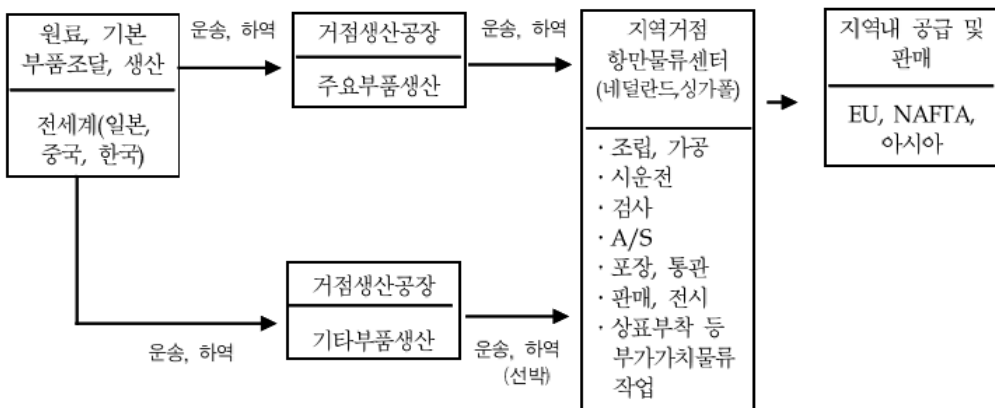 원료, 기본
부품조달, 생산
전세계(일본,
중국, 한국)
운송, 하역
거점생산공장
주요부품생산
운송, 하역
운송, 하역
거점생산공장
기타부품생산
운송, 하역
(선박)
지역거점
항만물류센터
(네덜란드,싱가폴)
· 조립, 가공
· 시운전
· 검사
· A/S
· 포장, 통관
· 판매, 전시
· 상표부착 등
부가가치물류
작업
지역내 공급 및
판매
EU, NAFTA,
아시아